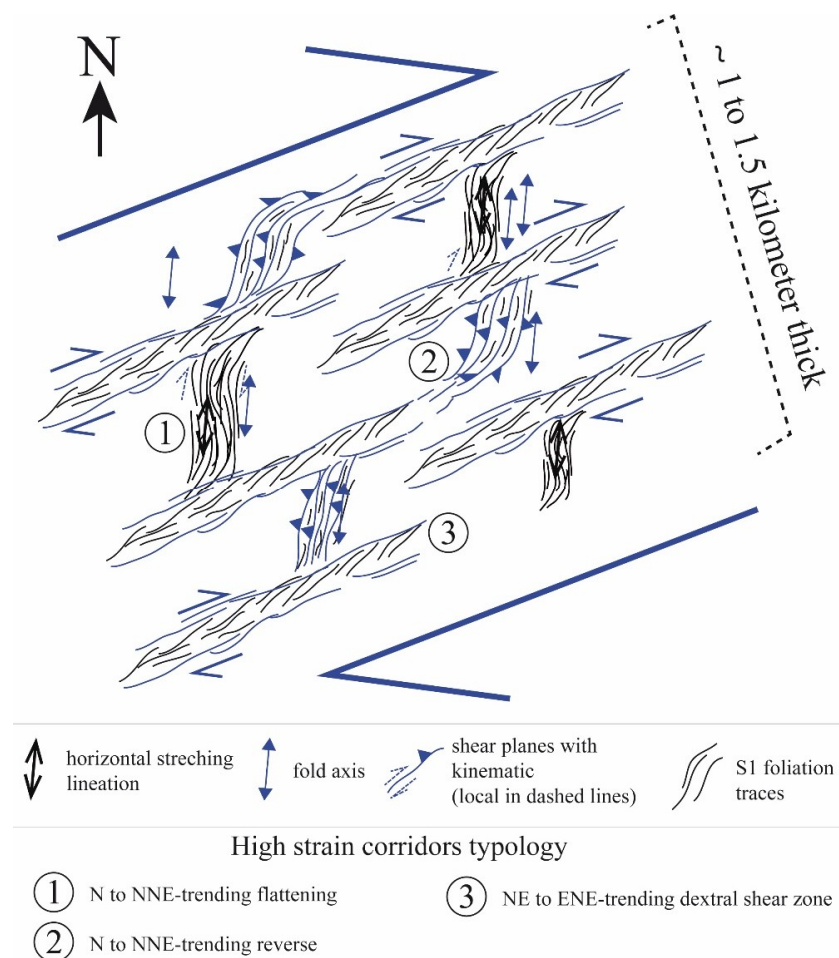 N
~ 1 to 1.5 kilometer thick
2
1
3
horizontal streching
lineation
fold axis
shear planes with
kinematic
(local in dashed lines)
S1 foliation
traces
High strain corridors typology
1 N to NNE-trending flattening
3 NE to ENE-trending dextral shear zone
2 N to NNE-trending reverse